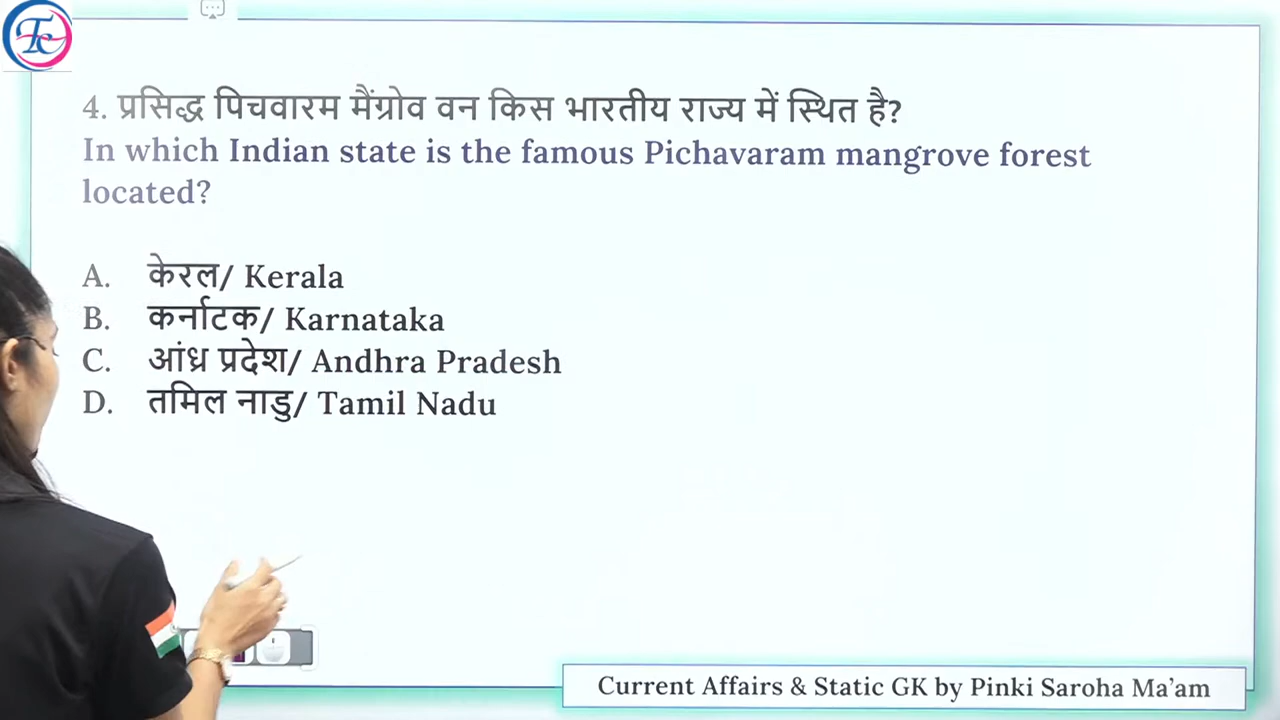 Tc
4. प्रसिद्ध पिचवारम मैंग्रोव वन किस भारतीय राज्य में स्थित है?
In which Indian state is the famous Pichavaram mangrove forest
located?
A. केरल/ Kerala
B. कर्नाटक/ Karnataka
C. आंध्र प्रदेश/ Andhra Pradesh
D. तमिल नाडु/ Tamil Nadu
Current Affairs & Static GK by Pinki Saroha Ma'am